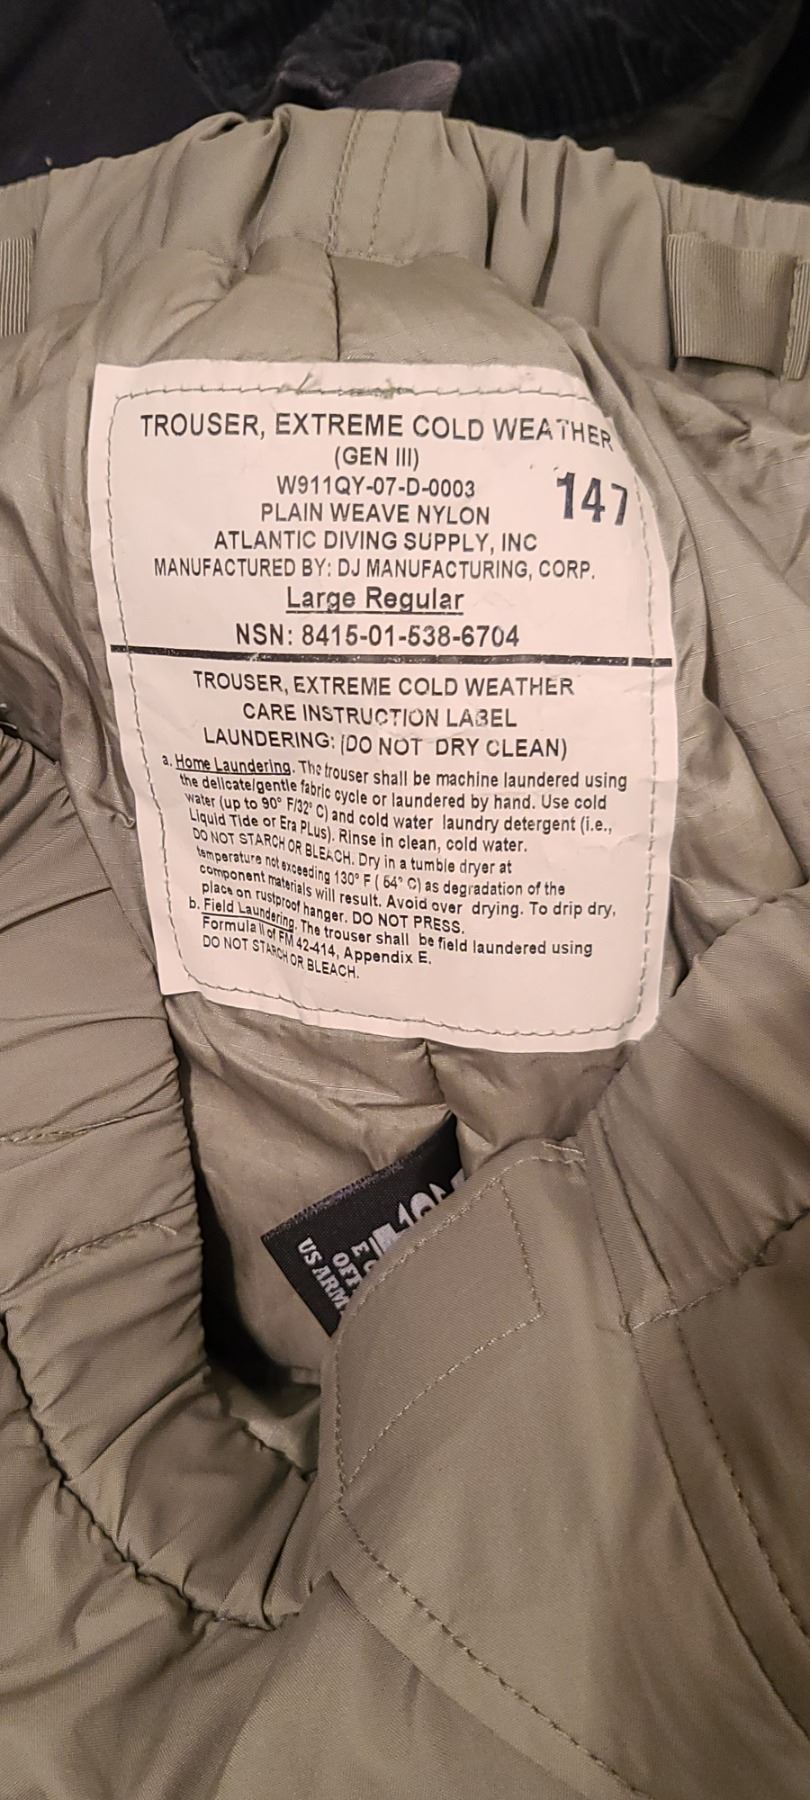 TROUSER, EXTREME COLD WEATHER
(GEN III)
W911QY-07-D-0003
147
PLAIN WEAVE NYLON
ATLANTIC DIVING SUPPLY, INC
MANUFACTURED BY: DJ MANUFACTURING, CORP.
Large Regular
NSN: 8415-01-538-6704
TROUSER, EXTREME COLD WEATHER
CARE INSTRUCTION LABEL
LAUNDERING: (DO NOT DRY CLEAN)
a. Home Laundering. The trouser shall be machine laundered using
the delicate/gentle fabric cycle or laundered by hand. Use cold
water (up to 90° F/32° C) and cold water laundry detergent (i.e.,
Liquid Tide or Era Plus). Rinse in clean, cold water.
DO NOT STARCH OR BLEACH. Dry in a tumble dryer at
temperature not exceeding 130° F ( 54° C) as degradation of the
component materials will result. Avoid over drying. To drip dry,
place on rustproof hanger. DO NOT PRESS.
b. Field Laundering. The trouser shall be field laundered using
Formula II of FM 42-414, Appendix E.
DO NOT STARCH OR BLEACH.
US ARM